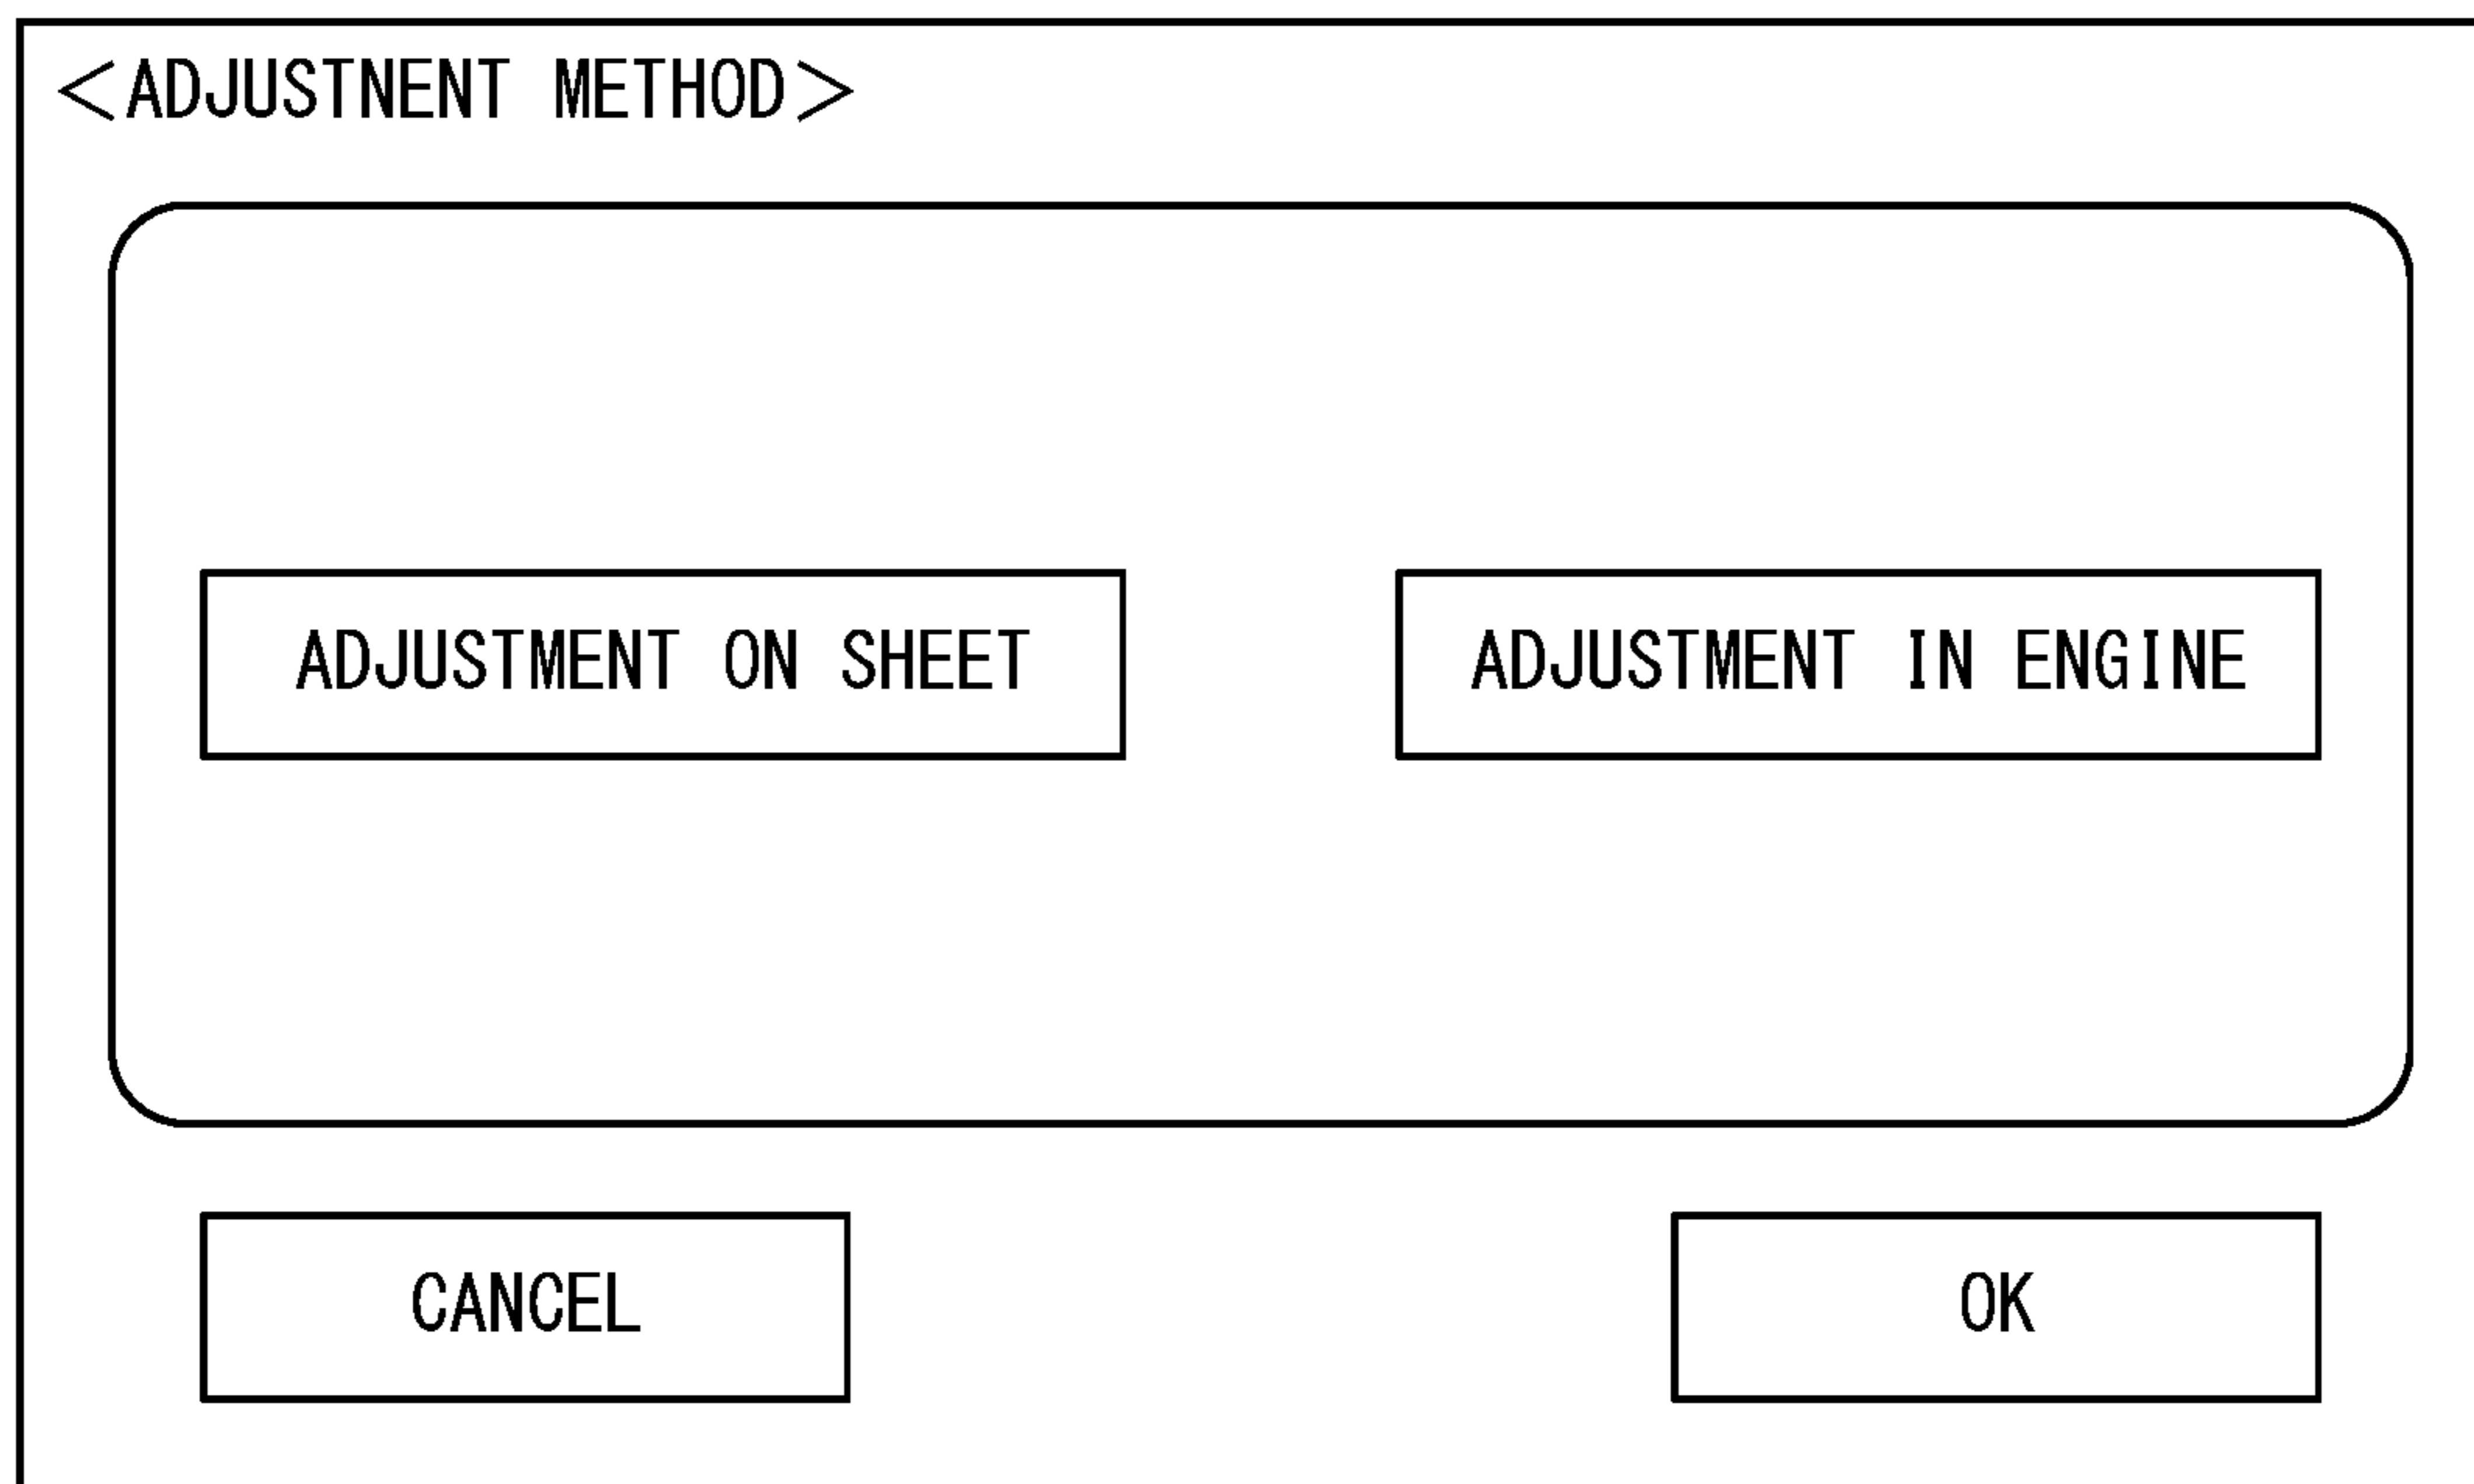 <ADJUSTNENT METHOD>
ADJUSTMENT ON SHEET
ADJUSTMENT IN ENGINE
CANCEL
OK